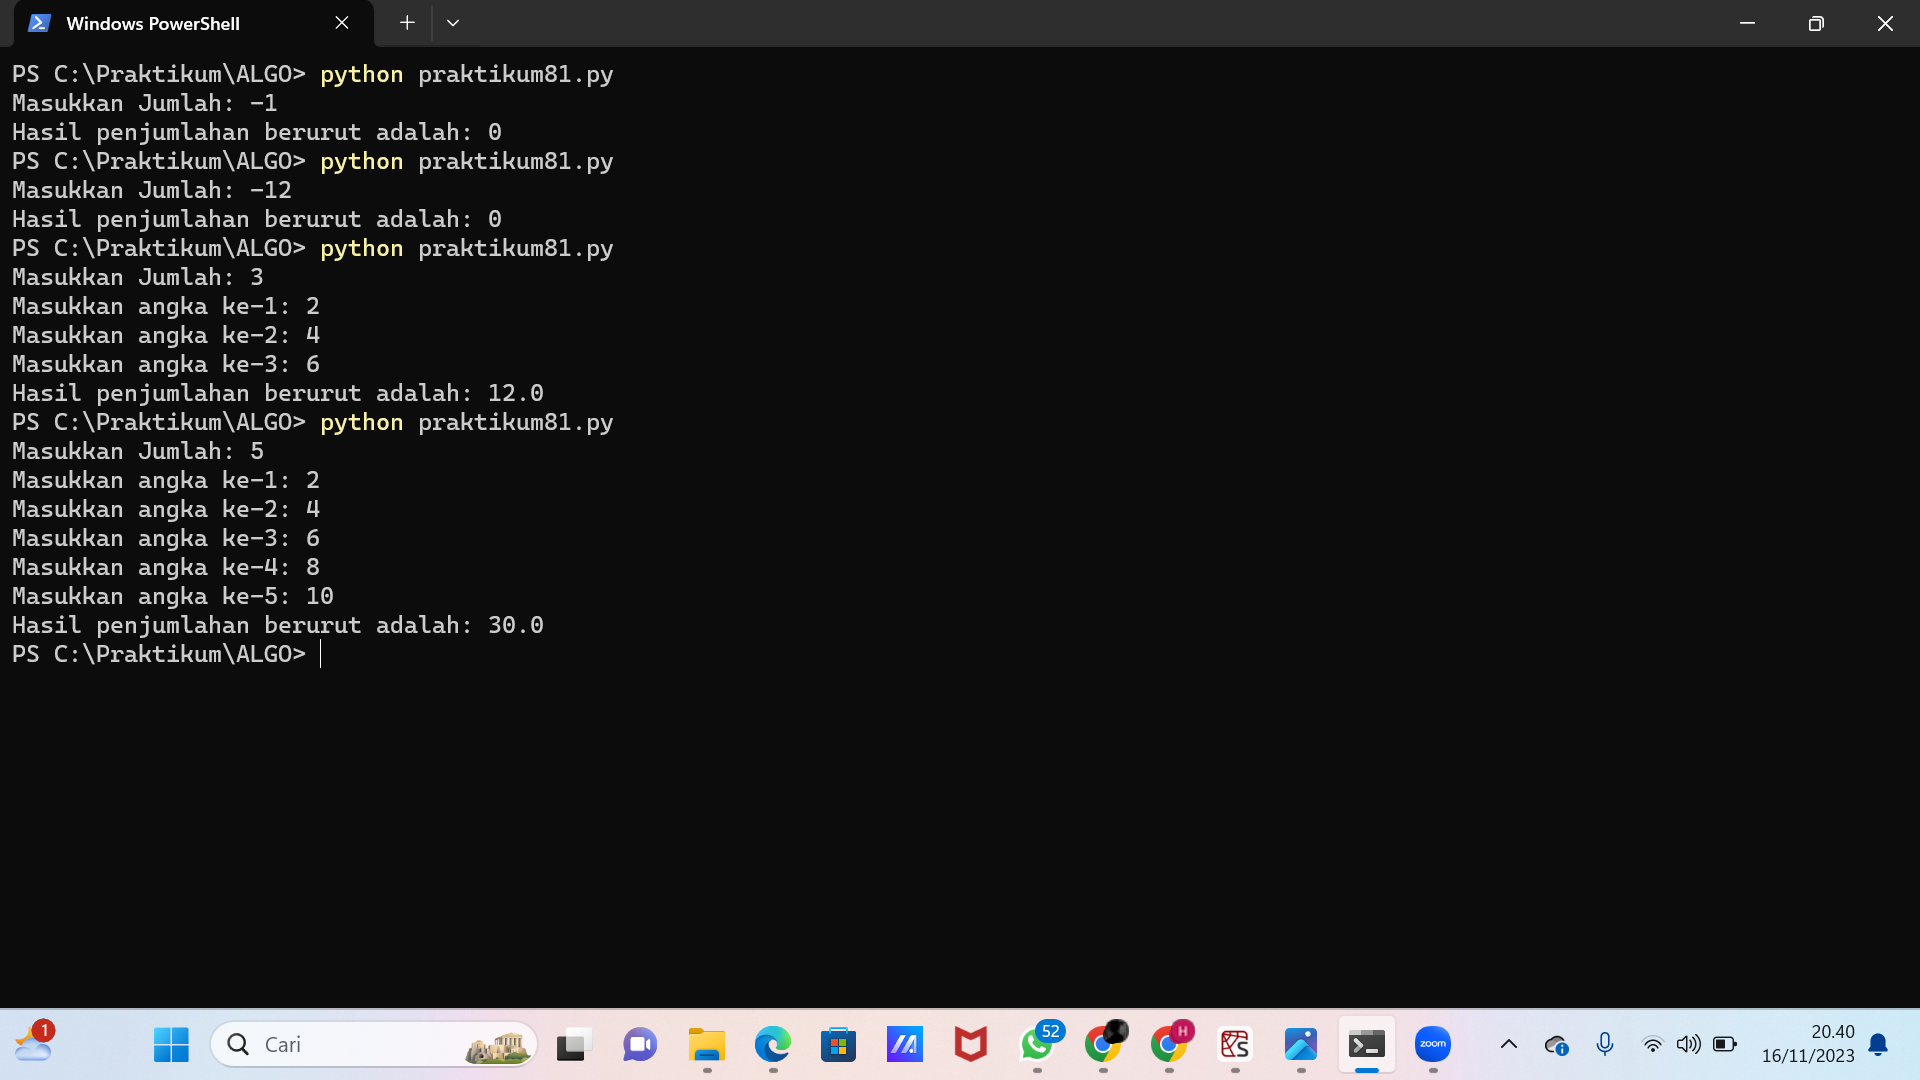 Windows PowerShell
PS C:\Praktikum\ALGO> python praktikum81.py
Masukkan Jumlah: -1
Hasil penjumlahan berurut adalah: 0
PS C:\Praktikum\ALGO> python praktikum81.py
Masukkan Jumlah: -12
Hasil penjumlahan berurut adalah: 0
PS C:\Praktikum\ALGO> python praktikum81.py
Masukkan Jumlah: 3
Masukkan angka ke-1: 2
Masukkan angka ke-2: 4
Masukkan angka ke-3: 6
Hasil penjumlahan berurut adalah: 12.0
PS C:\Praktikum\ALGO> python praktikum81.py
Masukkan Jumlah: 5
Masukkan angka ke-1: 2
Masukkan angka ke-2: 4
Masukkan angka ke-3: 6
Masukkan angka ke-4: 8
Masukkan angka ke-5: 10
Hasil penjumlahan berurut adalah: 30.0
PS C:\Praktikum\ALGO>
1
Cari
52
H
zoom
20.40
16/11/2023